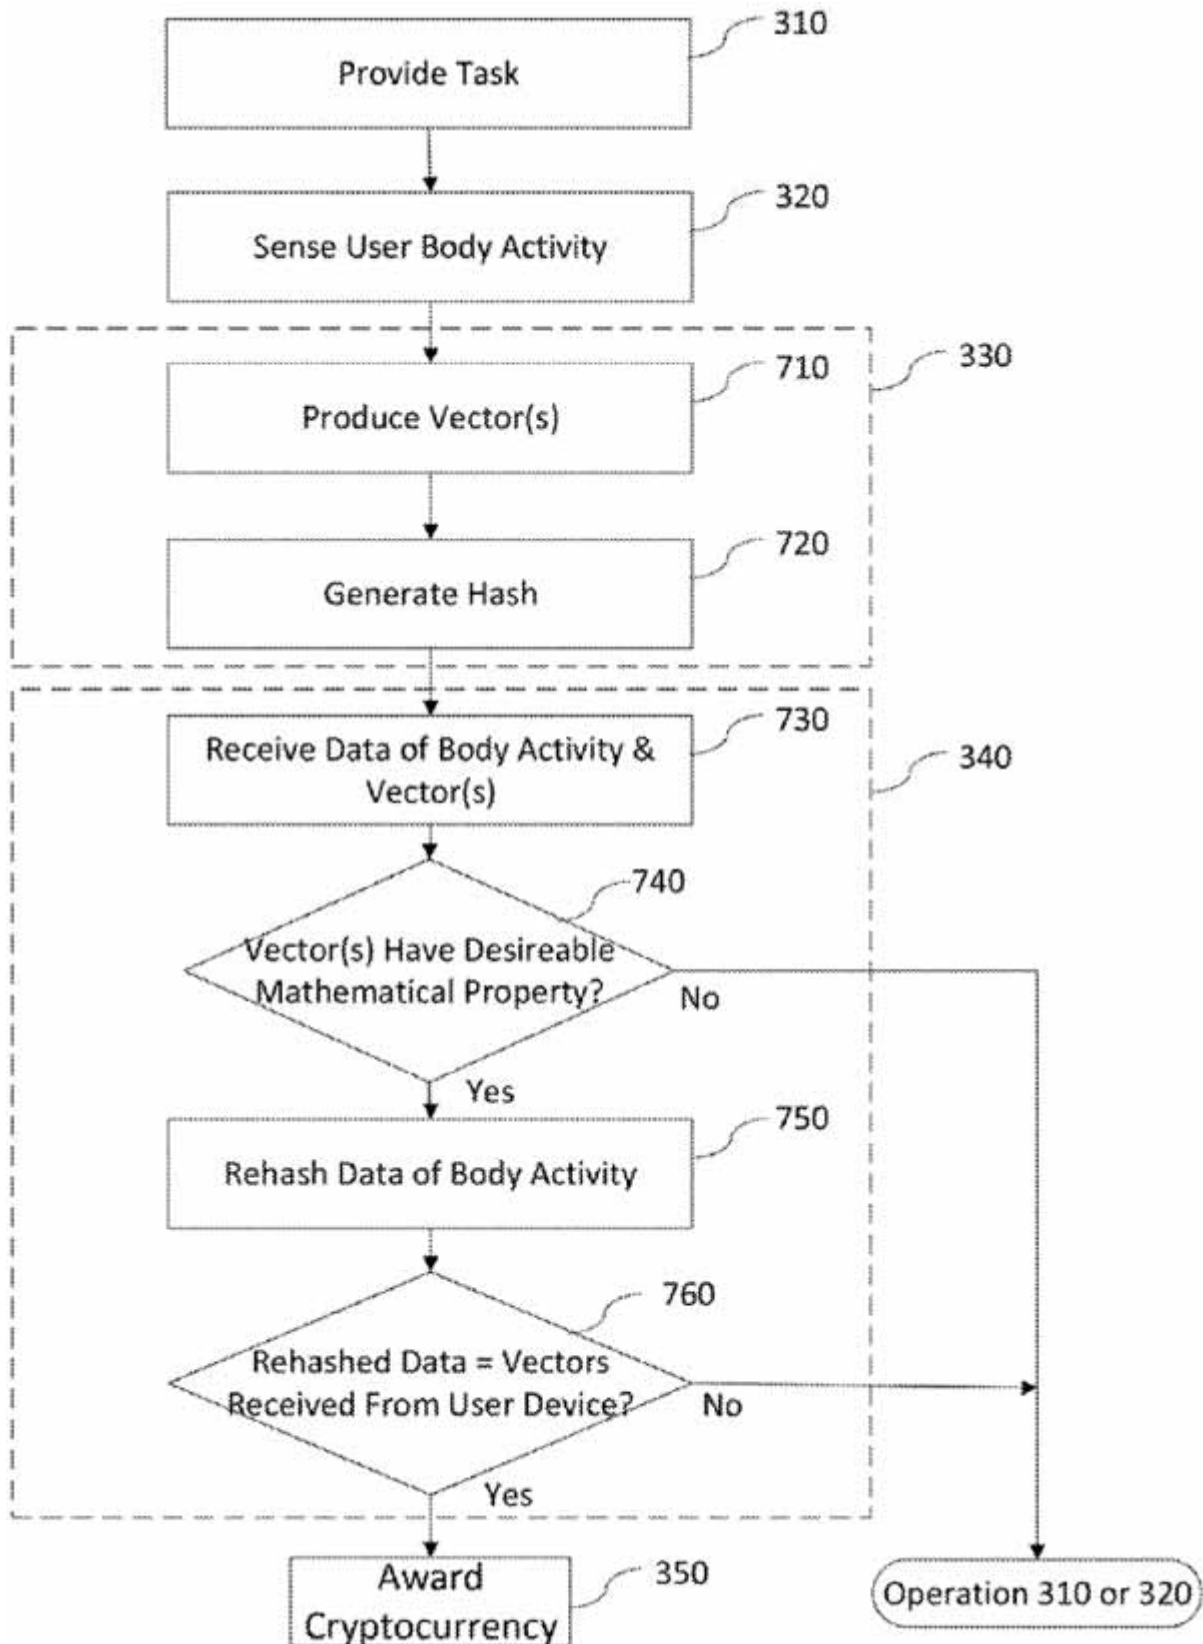 310
Provide Task
320
Sense User Body Activity
330
710
Produce Vector(s)
720
Generate Hash
730
Receive Data of Body Activity &
Vector(s)
340
740
Vector(s) Have Desireable
Mathematical Property?
No
Yes
750
Rehash Data of Body Activity
760
Rehashed Data = Vectors
Received From User Device?
No
Yes
350
Award
Cryptocurrency
Operation 310 or 320